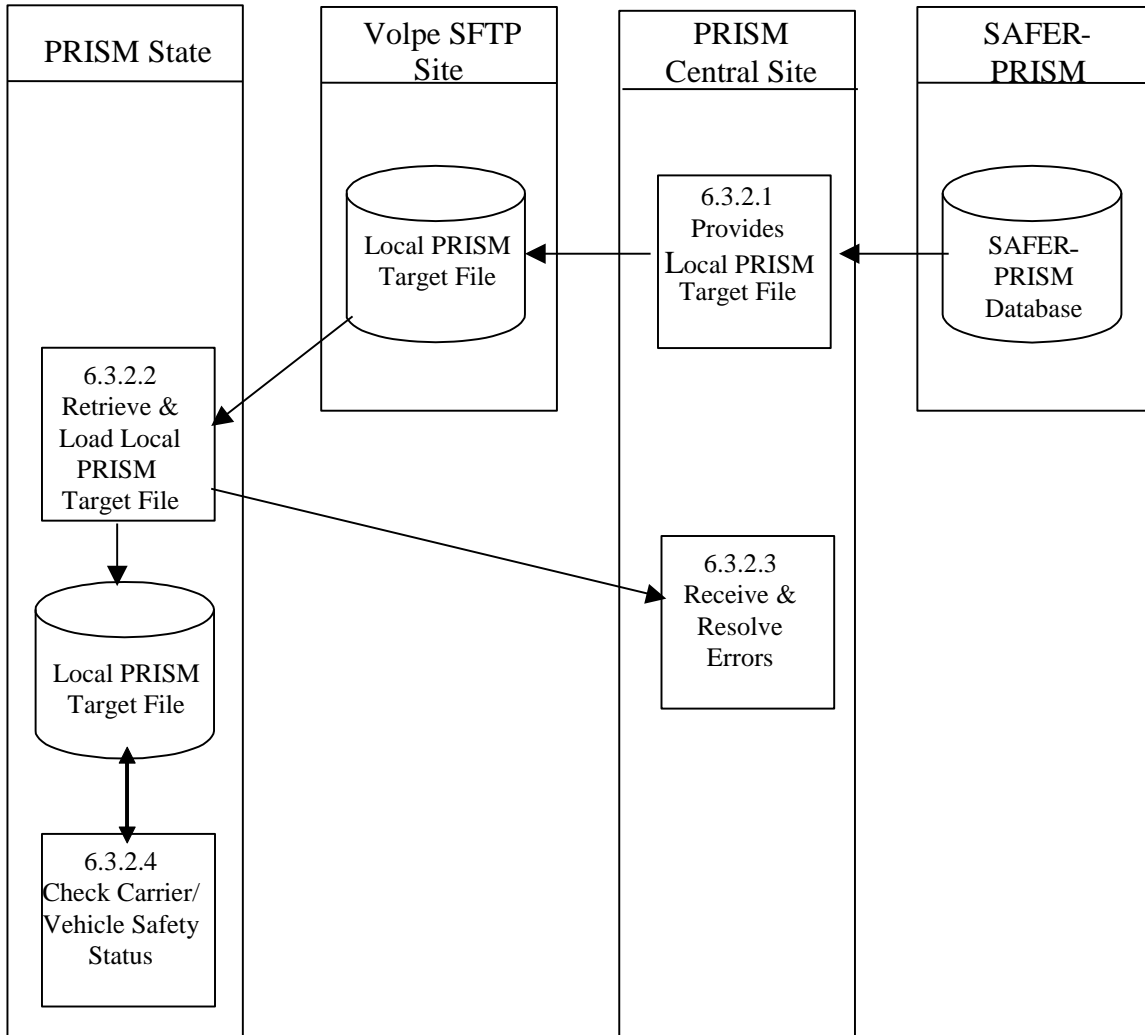 PRISM State
Volpe SFTP
Site
PRISM
Central Site
SAFER-
PRISM
Local PRISM
Target File
6.3.2.1
Provides
Local PRISM
Target File
SAFER-
PRISM
Database
6.3.2.2
Retrieve &
Load Local
PRISM
Target File
6.3.2.3
Receive &
Resolve
Errors
Local PRISM
Target File
6.3.2.4
Check Carrier/
Vehicle Safety
Status